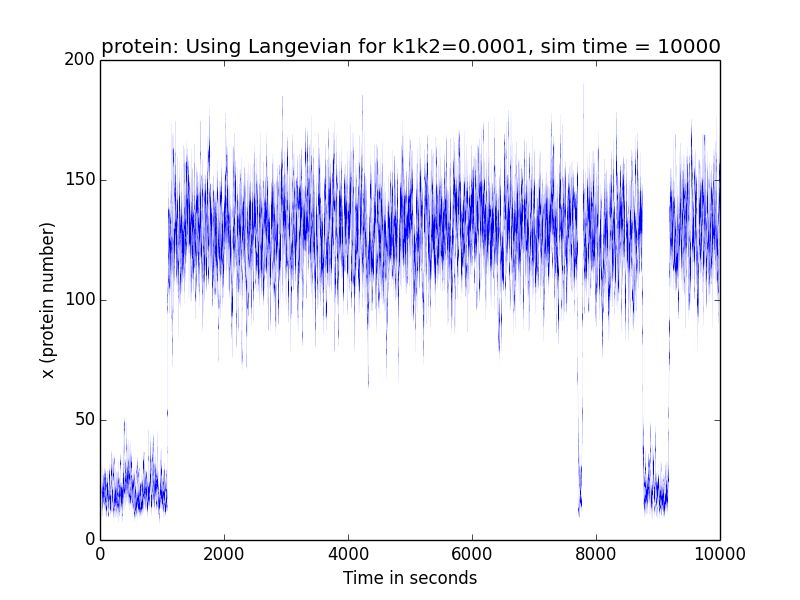 protein: Using Langevian for k1k2=0.0001, sim time = 10000
200
150
100
50
0
x (protein number)
0 2000 4000 6000 8000 10000
Time in seconds